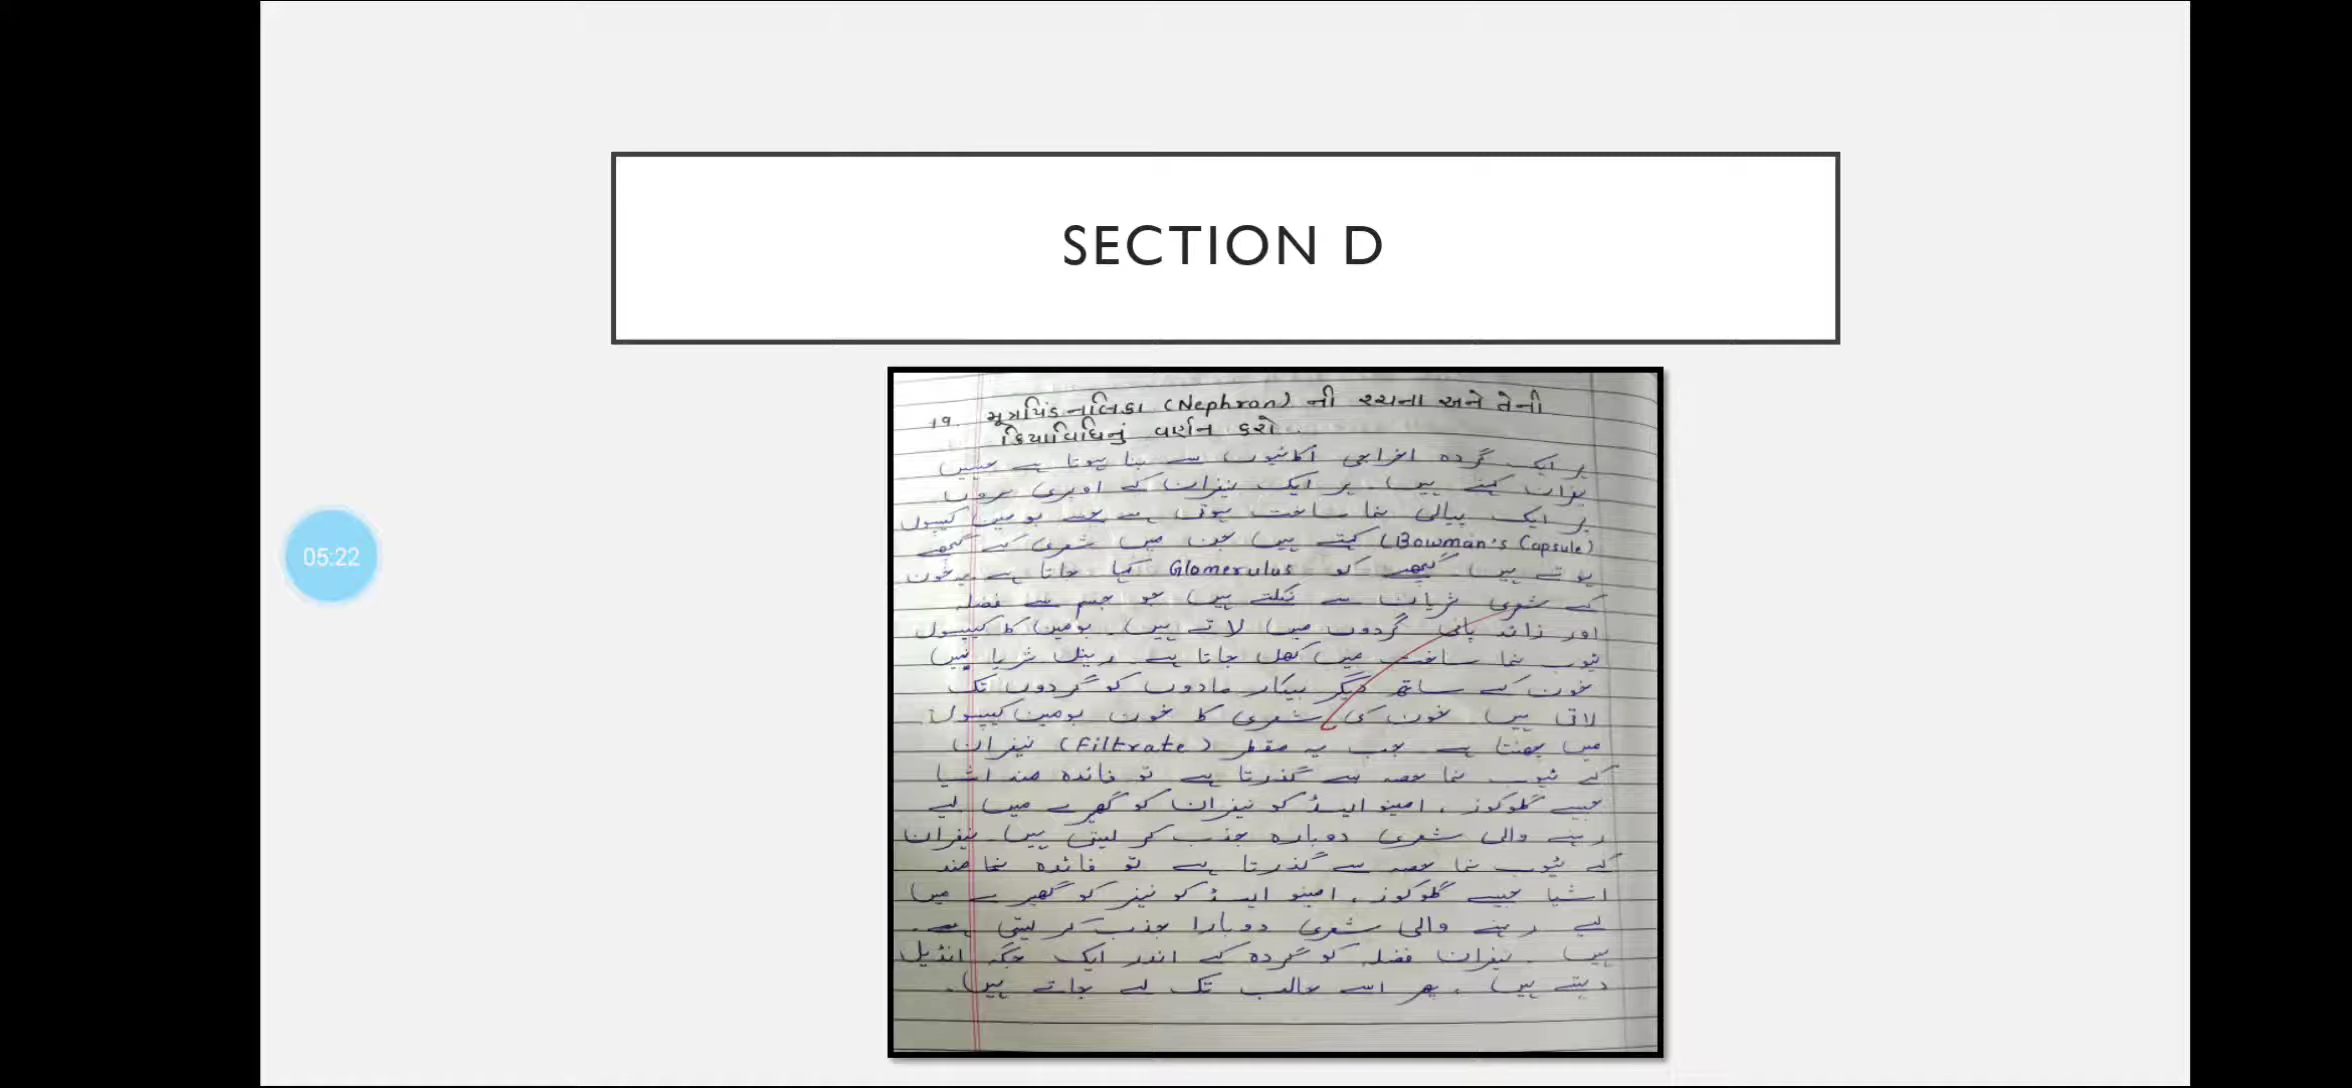 SECTION D
19. મૂત્રપિંડ નલિકા (Nephron) ની રચના અને તેની
ક્રિયાવિધિનું વર્ણન કરો.
ہر ایک گردہ اخراجی اکائیوں سے بنا ہوتا ہے جنہیں
نیفران کہتے ہیں۔ ہر ایک نیفران کے اوپری سروں
پر ایک پیالی نما ساخت ہوتی ہے جسے بومین کیپسول
(Bowman's Capsule) کہتے ہیں جن میں شعری کے گچھے
ہوتے ہیں۔ گچھے کو Glomerulus کہا جاتا ہے یہ خون
کے شعری شریان سے نکلتے ہیں جو جسم سے فضلہ
اور زائد پانی گردوں میں لاتے ہیں۔ بومین کا کیپسول
ٹیوب نما ساخت میں کھل جاتا ہے۔ رینل شریانیں
خون کے ساتھ دیگر بیکار مادوں کو گردوں تک
لاتی ہیں۔ خون کی شعری کا خون بومین کیپسول
میں چھنتا ہے۔ جب یہ مقطر (Filtrate) نیفران
کے ٹیوب نما حصہ سے گذرتا ہے تو فائدہ مند اشیا
جیسے گلوکوز، امینو ایسڈ کو نیفران کو گھیرے میں لیے
رہنے والی شعری دوبارہ جذب کر لیتی ہیں۔ نیفران
کے ٹیوب نما حصہ سے گذرتا ہے تو فائدہ نما مند
اشیا جیسے گلوکوز، امینو ایسڈ کو نیفر کو گھیرے میں
لیے رہنے والی شعری دوبارا جذب کر لیتی
ہیں۔ نیفران فضلہ کو گردہ کے اندر ایک جگہ انڈیل
دیتے ہیں۔ پھر اسے حالب تک لے جاتے ہیں۔
05:22